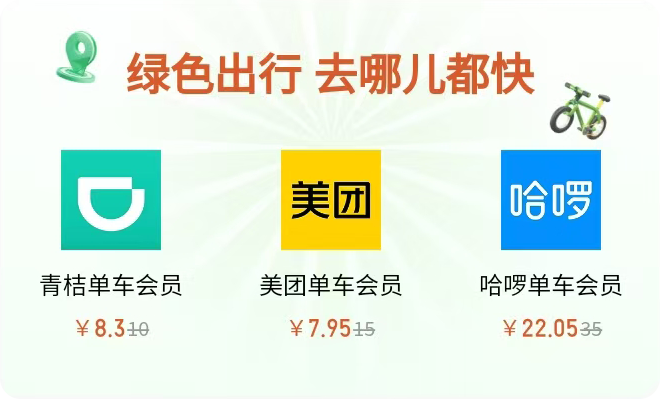 绿色出行 去哪儿都快
美团
哈啰
青桔单车会员
美团单车会员
哈啰单车会员
￥8.3 10
￥7.95 15
￥22.05 35